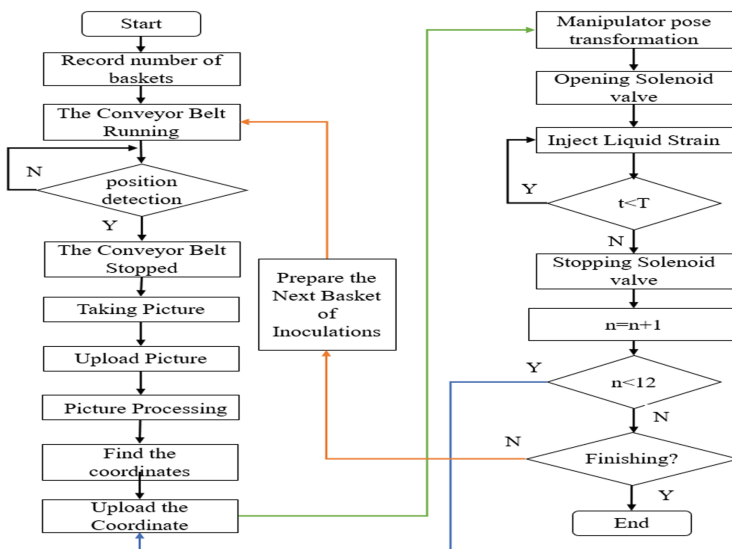 Start
Record number of
baskets
The Conveyor Belt
Running
N
position
detection
Y
The Conveyor Belt
Stopped
Taking Picture
Upload Picture
Picture Processing
Find the
coordinates
Upload the
Coordinate
Prepare the
Next Basket
of
Inoculations
Manipulator pose
transformation
Opening Solenoid
valve
Inject Liquid Strain
Y
t<T
N
Stopping Solenoid
valve
n=n+1
Y
n<12
N
N
Finishing?
Y
End